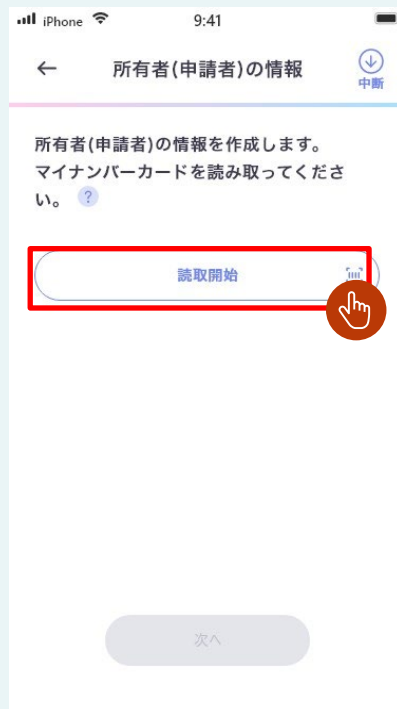 iPhone 9:41
所有者(申請者)の情報
中断
所有者(申請者)の情報を作成します。
マイナンバーカードを読み取ってくださ
い。 ?
読取開始
次へ